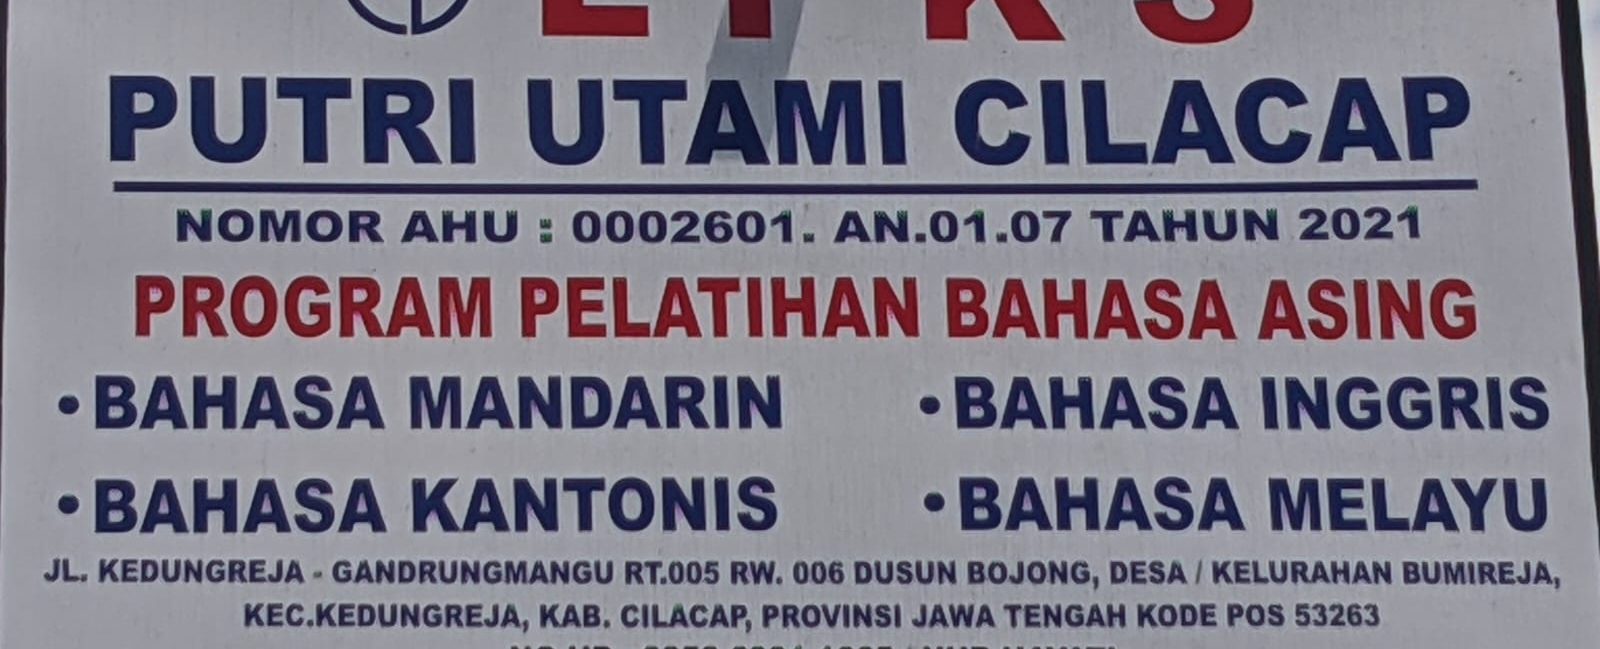 PUTRI UTAMI CILACAP
NOMOR AHU : 0002601. AN.01.07 TAHUN 2021
PROGRAM PELATIHAN BAHASA ASING
• BAHASA MANDARIN • BAHASA INGGRIS
• BAHASA KANTONIS • BAHASA MELAYU
JL. KEDUNGREJA - GANDRUNGMANGU RT.005 RW. 006 DUSUN BOJONG, DESA / KELURAHAN BUMIREJA,
KEC.KEDUNGREJA, KAB. CILACAP, PROVINSI JAWA TENGAH KODE POS 53263